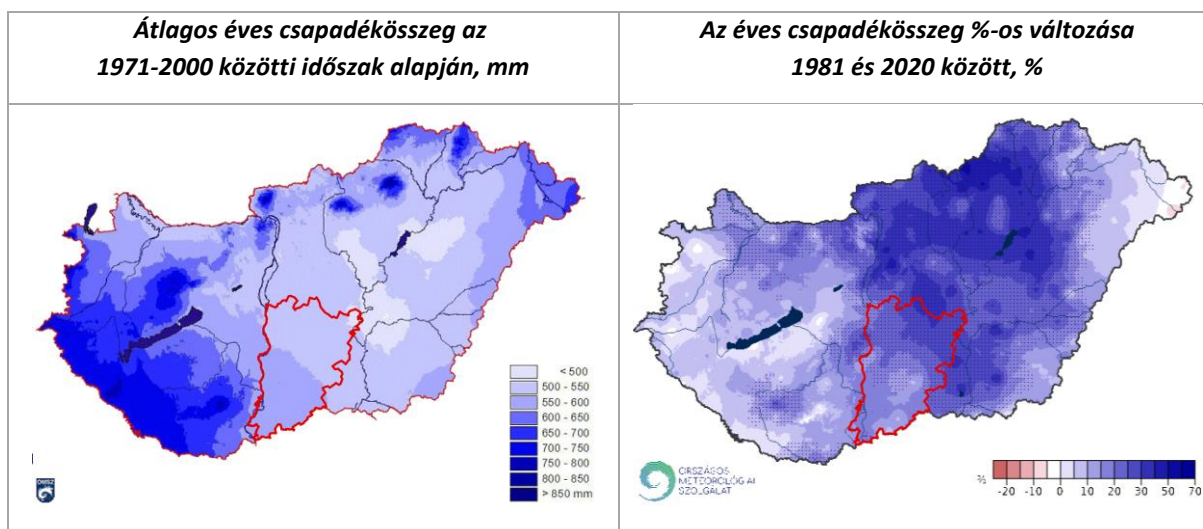 Átlagos éves csapadékösszeg az
1971-2000 közötti időszak alapján, mm
Az éves csapadékösszeg %-os változása
1981 és 2020 között, %
< 500
500 - 550
550 - 600
600 - 650
650 - 700
700 - 750
750 - 800
800 - 850
> 850 mm
OMSZ
ORSZÁGOS
METEOROLÓGIAI
SZOLGÁLAT
%
-20 -10 0 10 20 30 50 70